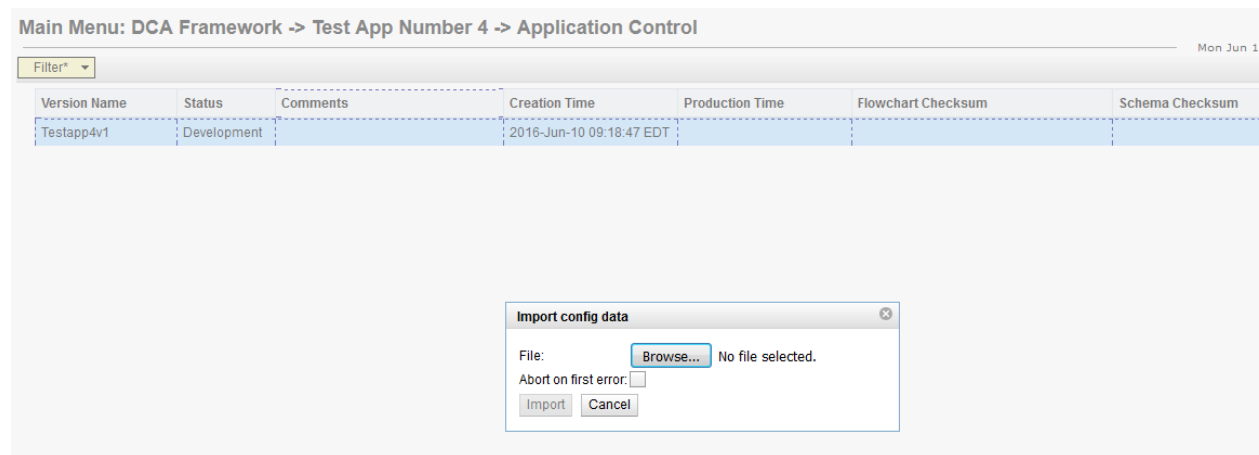 Main Menu: DCA Framework -> Test App Number 4 -> Application Control
Mon Jun 1
Filter*
Version Name Status Comments Creation Time Production Time Flowchart Checksum Schema Checksum
Testapp4v1 Development 2016-Jun-10 09:18:47 EDT
Import config data
File: Browse... No file selected.
Abort on first error:
Import Cancel